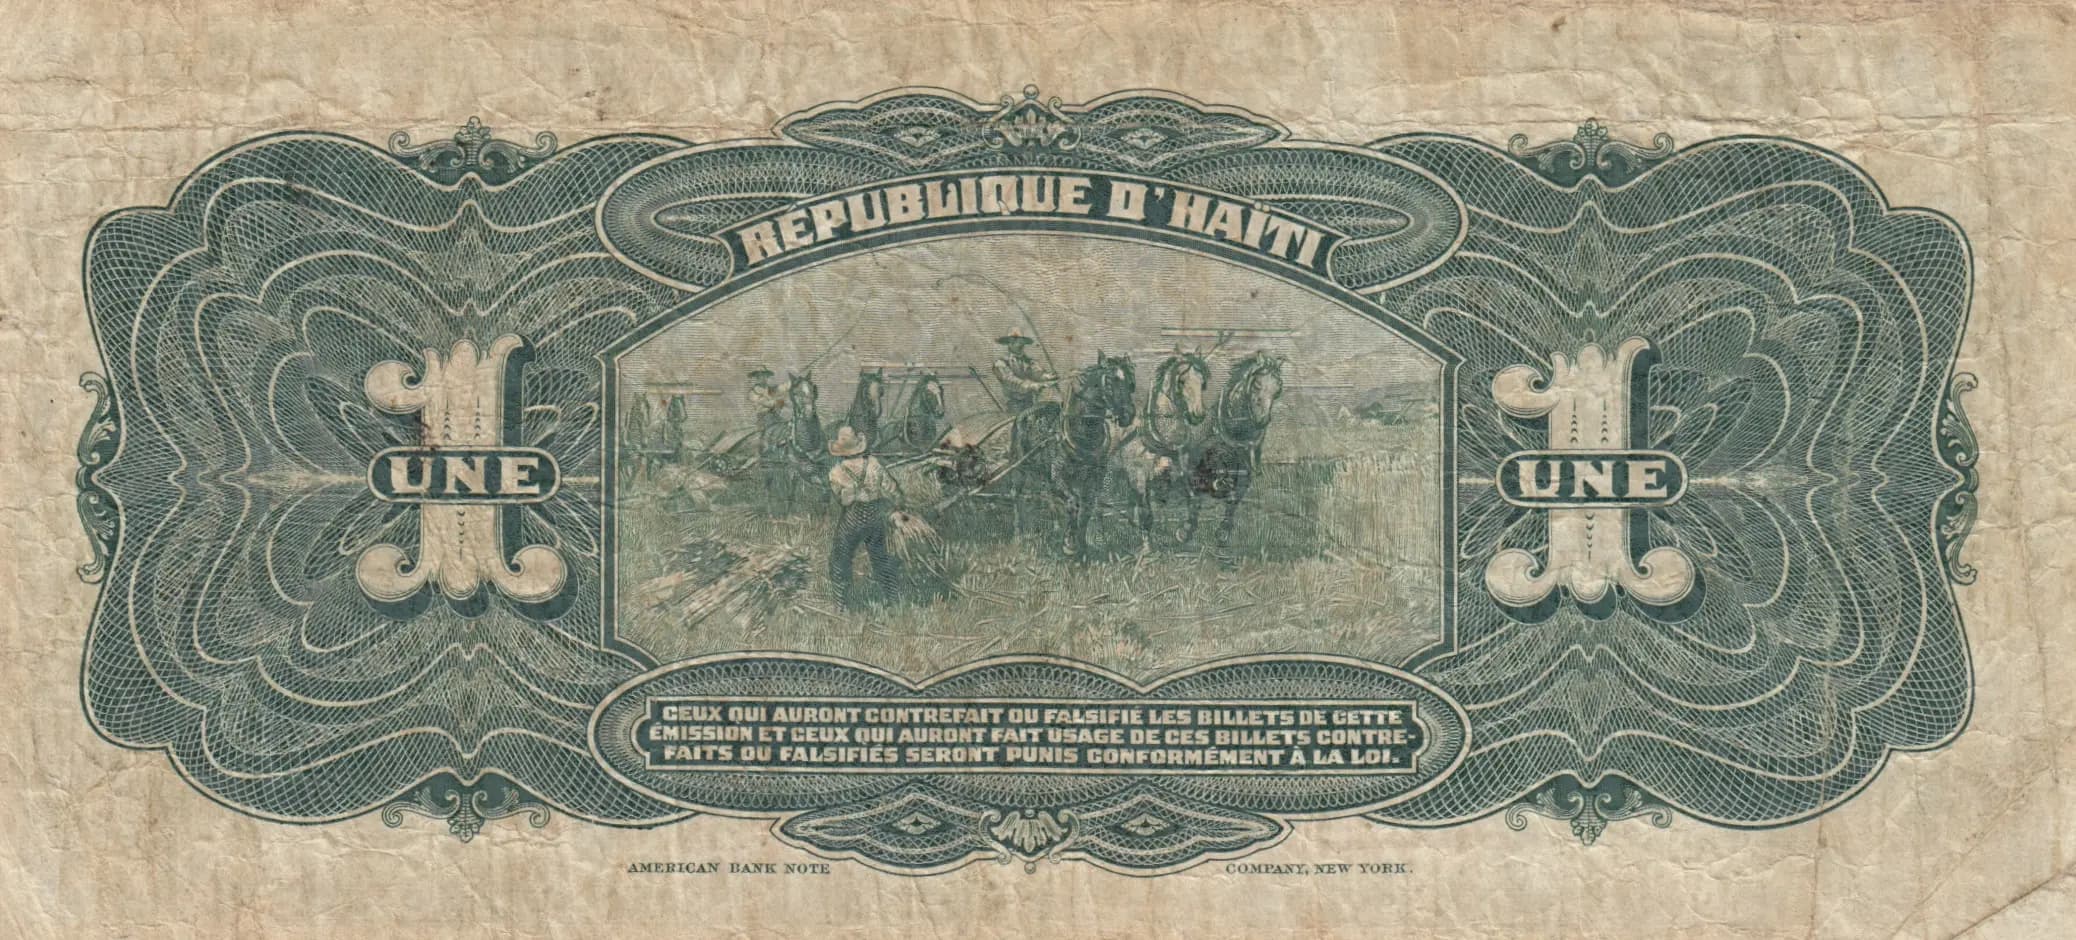 RÉPUBLIQUE D'HAÏTI
1
UNE
1
UNE
CEUX QUI AURONT CONTREFAIT OU FALSIFIÉ LES BILLETS DE CETTE
ÉMISSION ET CEUX QUI AURONT FAIT USAGE DE CES BILLETS CONTRE-
FAITS OU FALSIFIÉS SERONT PUNIS CONFORMÉMENT À LA LOI.
AMERICAN BANK NOTE COMPANY, NEW YORK.